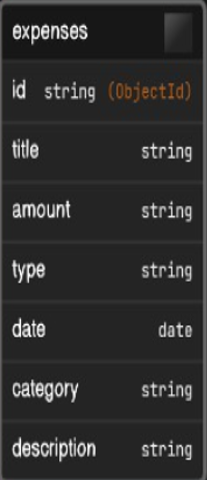 expenses
id string (ObjectId)
title string
amount string
type string
date date
category string
description string